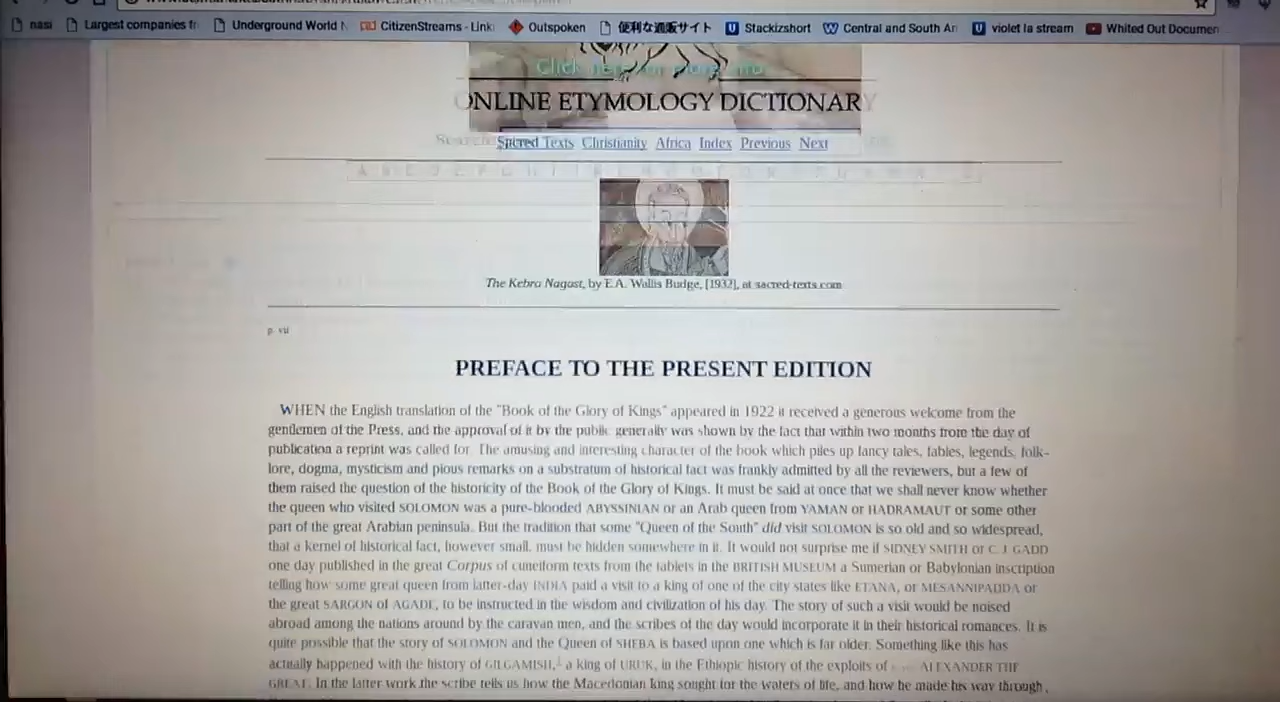 nasi Largest companies fr Underground World N CitizenStreams - Link Outspoken 便利な通販サイト Stackizshort Central and South An violet la stream Whited Out Documen
Click here for more info
ONLINE ETYMOLOGY DICTIONARY
Search Sacred Texts Christianity Africa Index Previous Next
The Kebra Nagast, by E.A. Wallis Budge, [1932], at sacred-texts.com
p. vii
PREFACE TO THE PRESENT EDITION
WHEN the English translation of the "Book of the Glory of Kings" appeared in 1922 it received a generous welcome from the
gentlemen of the Press, and the approval of it by the public generally was shown by the fact that within two months from the day of
publication a reprint was called for. The amusing and interesting character of the book which piles up fancy tales, fables, legends, folk-
lore, dogma, mysticism and pious remarks on a substratum of historical fact was frankly admitted by all the reviewers, but a few of
them raised the question of the historicity of the Book of the Glory of Kings. It must be said at once that we shall never know whether
the queen who visited SOLOMON was a pure-blooded ABYSSINIAN or an Arab queen from YAMAN or HADRAMAUT or some other
part of the great Arabian peninsula. But the tradition that some "Queen of the South" did visit SOLOMON is so old and so widespread,
that a kernel of historical fact, however small, must be hidden somewhere in it. It would not surprise me if SIDNEY SMITH or C. J. GADD
one day published in the great Corpus of cuneiform texts from the tablets in the BRITISH MUSEUM a Sumerian or Babylonian inscription
telling how some great queen from latter-day INDIA paid a visit to a king of one of the city states like ETANA, or MESANNIPADDA or
the great SARGON of AGADE, to be instructed in the wisdom and civilization of his day. The story of such a visit would be noised
abroad among the nations around by the caravan men, and the scribes of the day would incorporate it in their historical romances. It is
quite possible that the story of SOLOMON and the Queen of SHEBA is based upon one which is far older. Something like this has
actually happened with the history of GILGAMISH,1 a king of URUK, in the Ethiopic history of the exploits of ALEXANDER THE
GREAT. In the latter work the scribe tells us how the Macedonian king sought for the waters of life, and how he made his way through